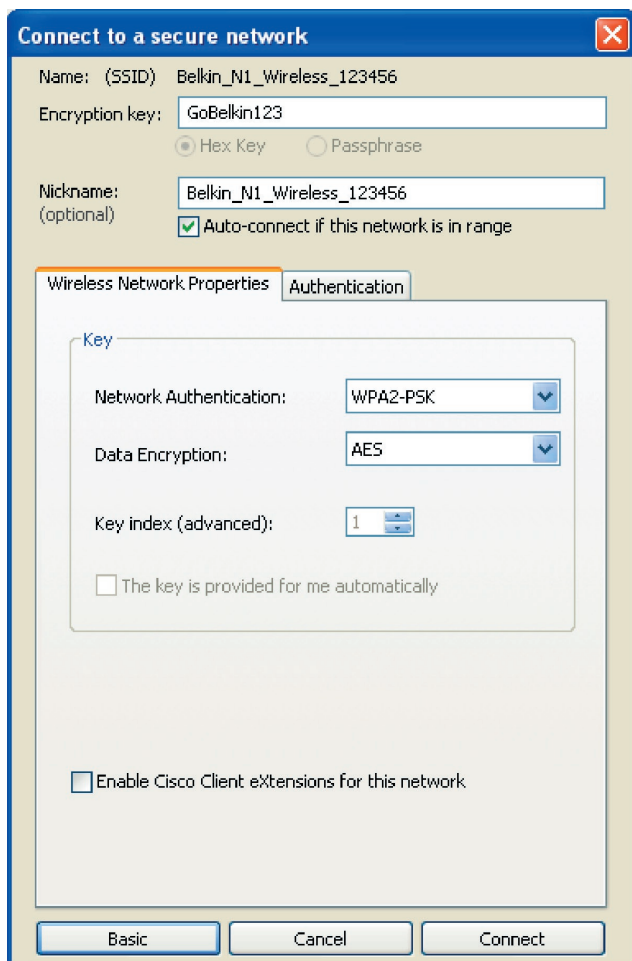 Connect to a secure network
Name: (SSID) Belkin_N1_Wireless_123456
Encryption key: GoBelkin123
Hex Key Passphrase
Nickname: Belkin_N1_Wireless_123456
(optional)
Auto-connect if this network is in range
Wireless Network Properties Authentication
Key
Network Authentication: WPA2-PSK
Data Encryption: AES
Key index (advanced): 1
The key is provided for me automatically
Enable Cisco Client eXtensions for this network
Basic Cancel Connect